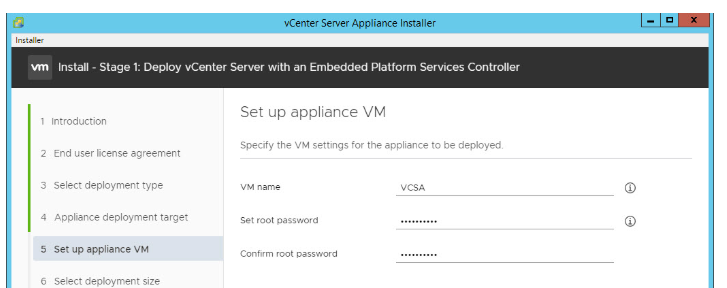 vCenter Server Appliance Installer
Installer
vm Install - Stage 1: Deploy vCenter Server with an Embedded Platform Services Controller
1 Introduction
2 End user license agreement
3 Select deployment type
4 Appliance deployment target
5 Set up appliance VM
6 Select deployment size
Set up appliance VM
Specify the VM settings for the appliance to be deployed.
VM name VCSA
Set root password ••••••••••
Confirm root password ••••••••••